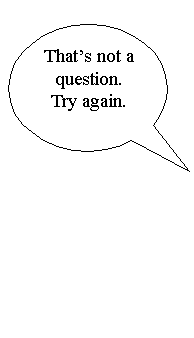 That’s not a
question.
Try again.